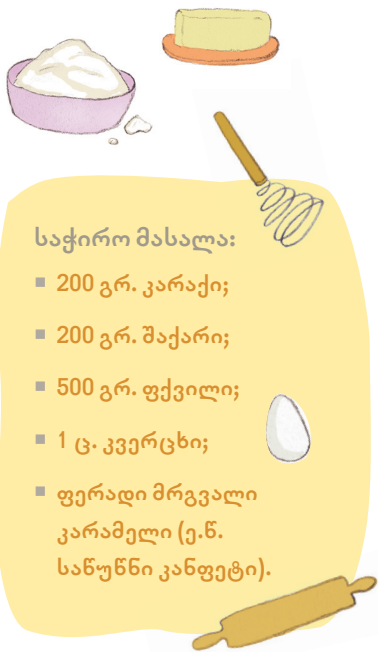 საჭირო მასალა:
▪ 200 გრ. კარაქი;
▪ 200 გრ. შაქარი;
▪ 500 გრ. ფქვილი;
▪ 1 ც. კვერცხი;
▪ ფერადი მრგვალი
კარამელი (ე.წ.
საწუწნი კანფეტი).